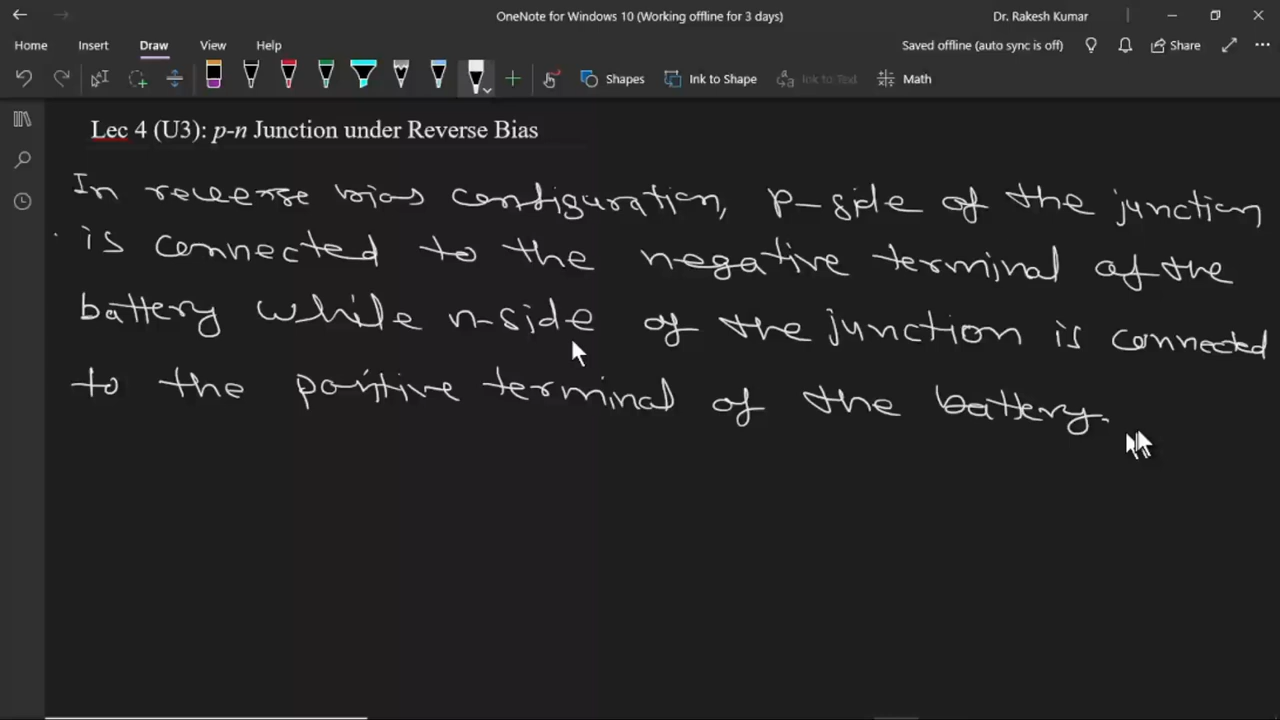 OneNote for Windows 10 (Working offline for 3 days)
Dr. Rakesh Kumar
Home Insert Draw View Help
Saved offline (auto sync is off)
Share
Shapes Ink to Shape Ink to Text Math
Lec 4 (U3): p-n Junction under Reverse Bias
In reverse bias configuration, p-side of the junction
is connected to the negative terminal of the
battery while n-side of the junction is connected
to the positive terminal of the battery.